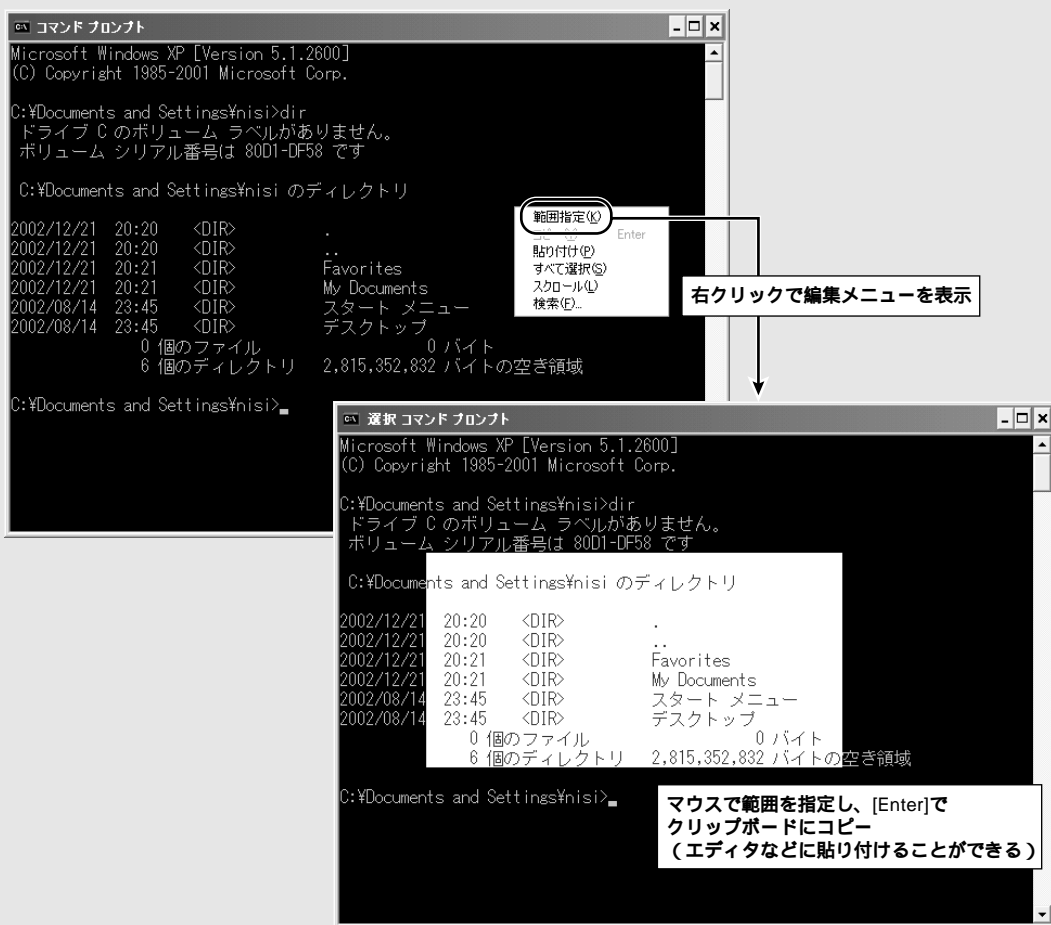 コマンド プロンプト
Microsoft Windows XP [Version 5.1.2600]
(C) Copyright 1985-2001 Microsoft Corp.
C:¥Documents and Settings¥nisi>dir
ドライブ C のボリューム ラベルがありません。
ボリューム シリアル番号は 80D1-DF58 です
C:¥Documents and Settings¥nisi のディレクトリ
2002/12/21 20:20 <DIR> .
2002/12/21 20:20 <DIR> ..
2002/12/21 20:21 <DIR> Favorites
2002/12/21 20:21 <DIR> My Documents
2002/08/14 23:45 <DIR> スタート メニュー
2002/08/14 23:45 <DIR> デスクトップ
0 個のファイル 0 バイト
6 個のディレクトリ 2,815,352,832 バイトの空き領域
C:¥Documents and Settings¥nisi>
範囲指定(K)
コピー(Y) Enter
貼り付け(P)
すべて選択(S)
スクロール(L)
検索(F)...
右クリックで編集メニューを表示
選択 コマンド プロンプト
Microsoft Windows XP [Version 5.1.2600]
(C) Copyright 1985-2001 Microsoft Corp.
C:¥Documents and Settings¥nisi>dir
ドライブ C のボリューム ラベルがありません。
ボリューム シリアル番号は 80D1-DF58 です
C:¥Documents and Settings¥nisi のディレクトリ
2002/12/21 20:20 <DIR> .
2002/12/21 20:20 <DIR> ..
2002/12/21 20:21 <DIR> Favorites
2002/12/21 20:21 <DIR> My Documents
2002/08/14 23:45 <DIR> スタート メニュー
2002/08/14 23:45 <DIR> デスクトップ
0 個のファイル 0 バイト
6 個のディレクトリ 2,815,352,832 バイトの空き領域
C:¥Documents and Settings¥nisi>
マウスで範囲を指定し、[Enter]で
クリップボードにコピー
(エディタなどに貼り付けることができる)